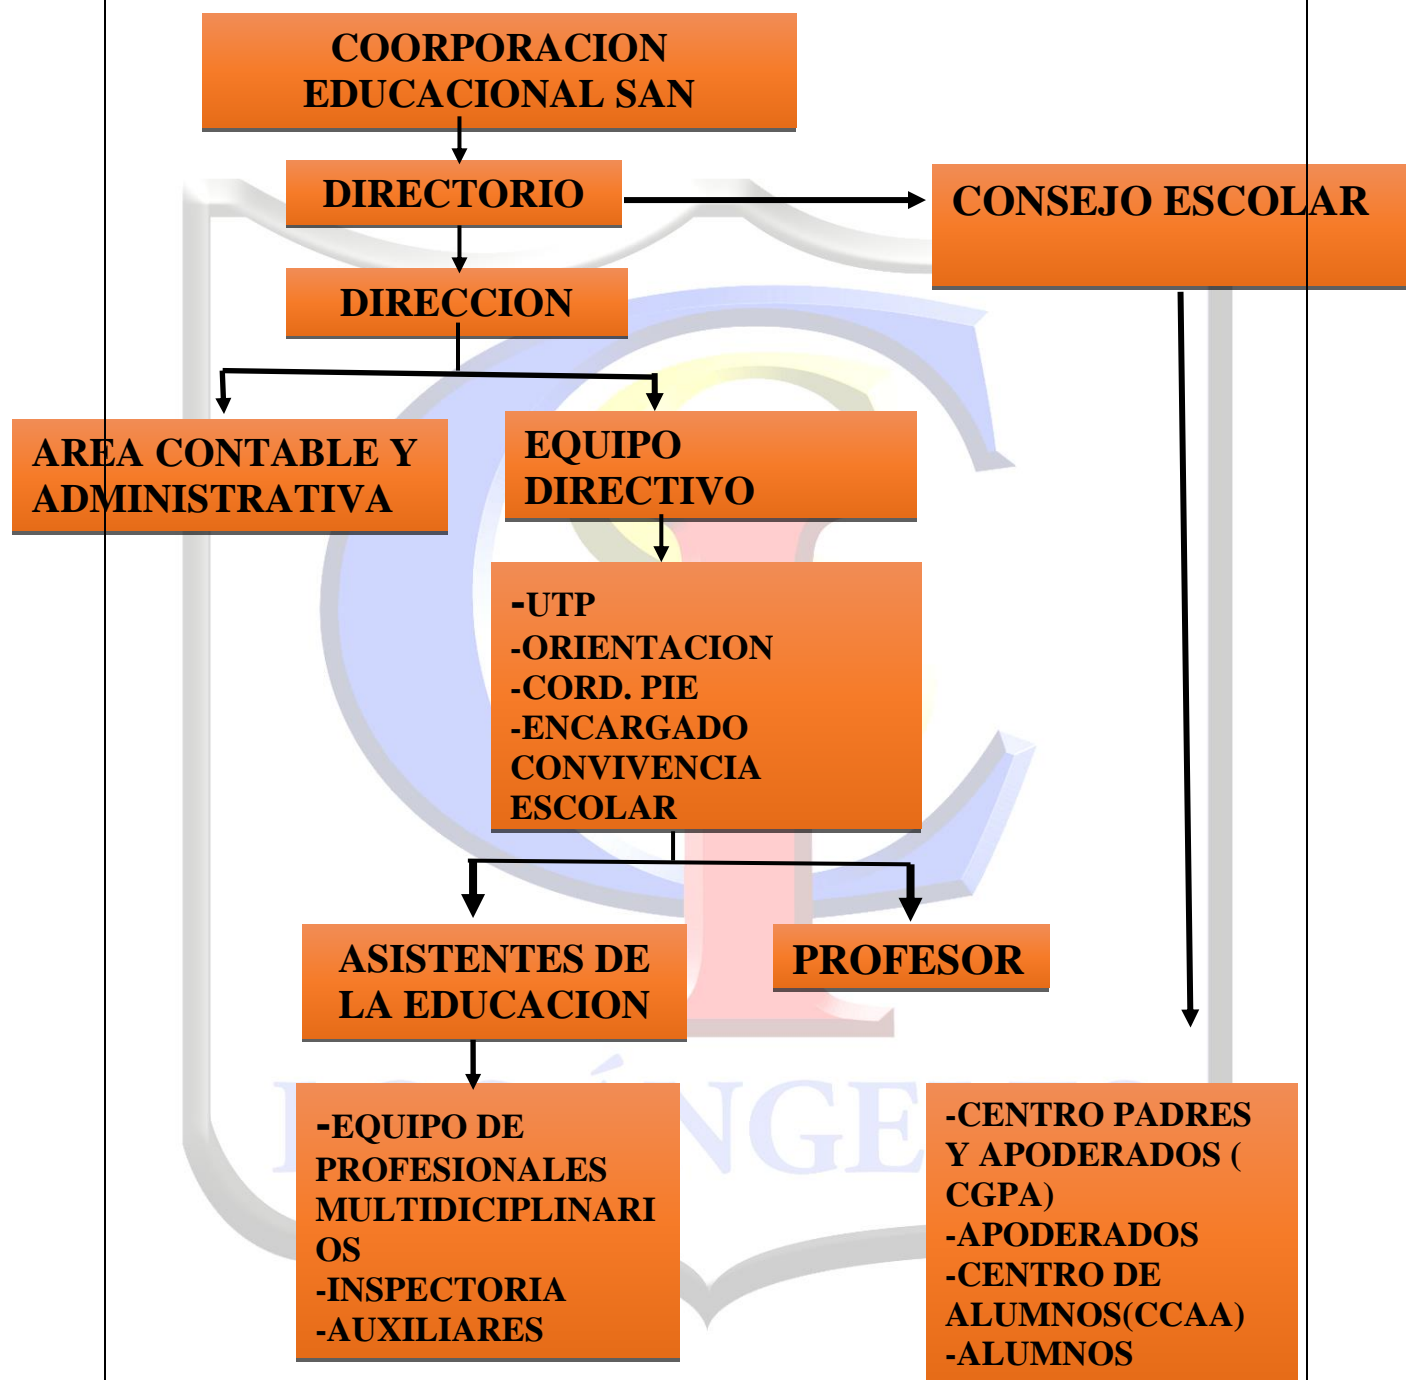 COORPORACION
EDUCACIONAL SAN
DIRECTORIO
CONSEJO ESCOLAR
DIRECCION
AREA CONTABLE Y
ADMINISTRATIVA
EQUIPO
DIRECTIVO
-UTP
-ORIENTACION
-CORD. PIE
-ENCARGADO
CONVIVENCIA
ESCOLAR
ASISTENTES DE
LA EDUCACION
PROFESOR
-EQUIPO DE
PROFESIONALES
MULTIDICIPLINARI
OS
-INSPECTORIA
-AUXILIARES
-CENTRO PADRES
Y APODERADOS (
CGPA)
-APODERADOS
-CENTRO DE
ALUMNOS(CCAA)
-ALUMNOS